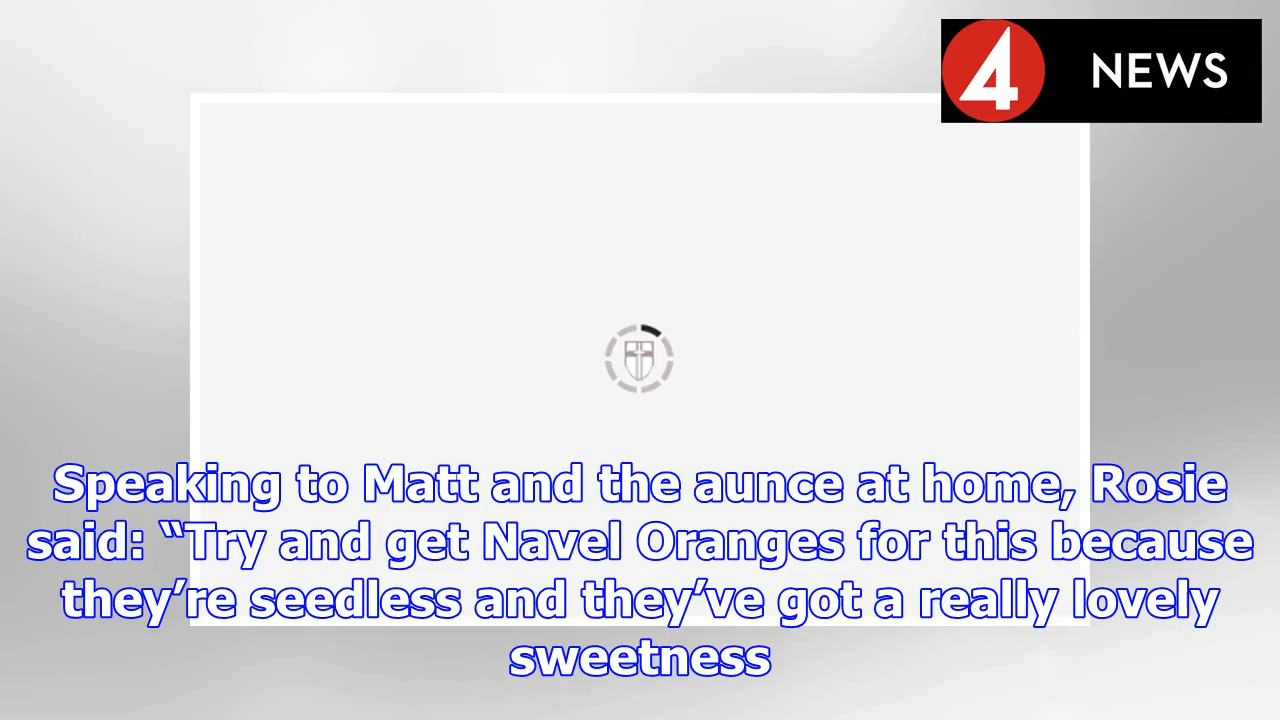 4 NEWS
Speaking to Matt and the aunce at home, Rosie
said: “Try and get Navel Oranges for this because
they’re seedless and they’ve got a really lovely
sweetness